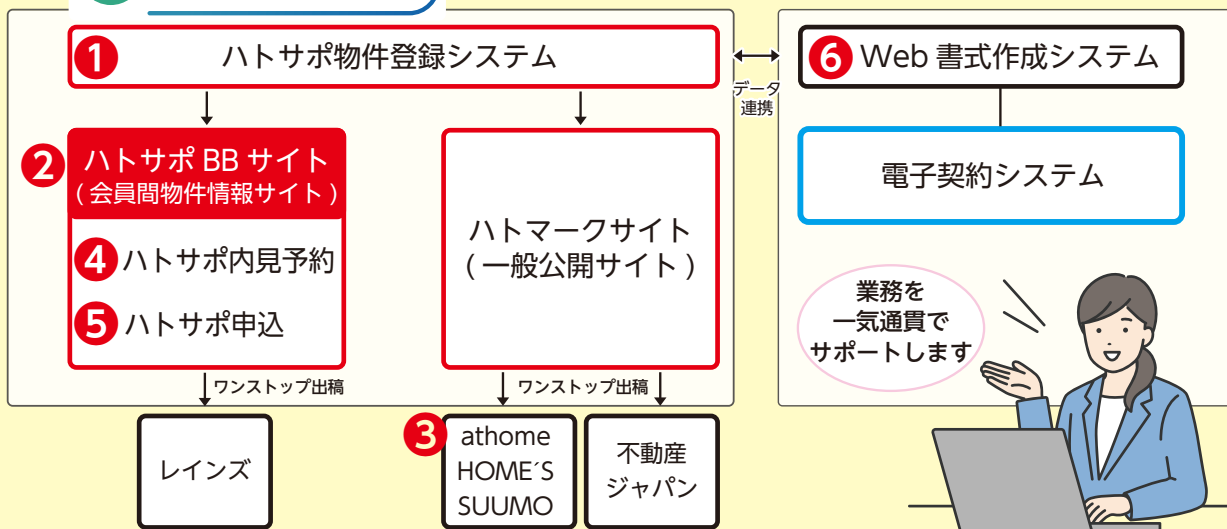 1 ハトサポ物件登録システム
データ
連携
6 Web 書式作成システム
2 ハトサポ BB サイト
( 会員間物件情報サイト )
4 ハトサポ内見予約
5 ハトサポ申込
ハトマークサイト
( 一般公開サイト )
電子契約システム
業務を
一気通貫で
サポートします
ワンストップ出稿
ワンストップ出稿
レインズ
3 athome
HOME´S
SUUMO
不動産
ジャパン